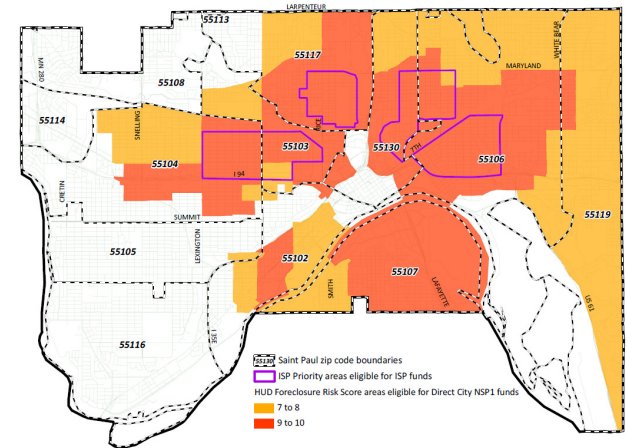 LARPENTEUR
55113
WHITE BEAR
55117
MN 280
55108
MARYLAND
55114
SNELLING
RICE
55103
55130
7TH
55104
55106
I 94
CRETIN
SUMMIT
55119
LEXINGTON
55105
55102
55107
SMITH
LAFAYETTE
US 61
I 35E
55116
55130 Saint Paul zip code boundaries
ISP Priority areas eligible for ISP funds
HUD Foreclosure Risk Score areas eligible for Direct City NSP1 funds
7 to 8
9 to 10